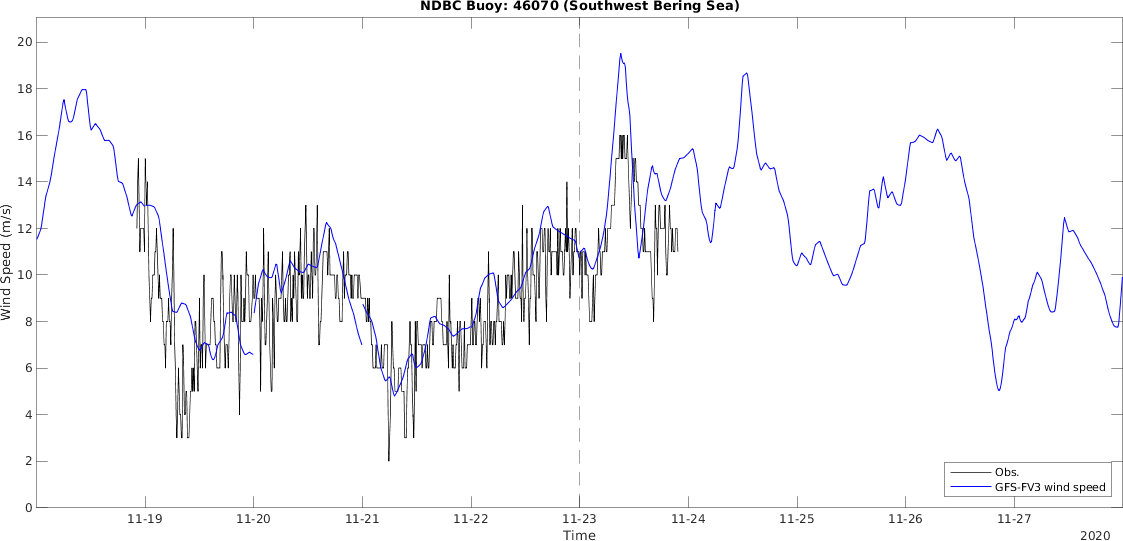 NDBC Buoy: 46070 (Southwest Bering Sea)
Wind Speed (m/s)
20
18
16
14
12
10
8
6
4
2
0
11-19 11-20 11-21 11-22 11-23 11-24 11-25 11-26 11-27
Time
2020
Obs.
GFS-FV3 wind speed